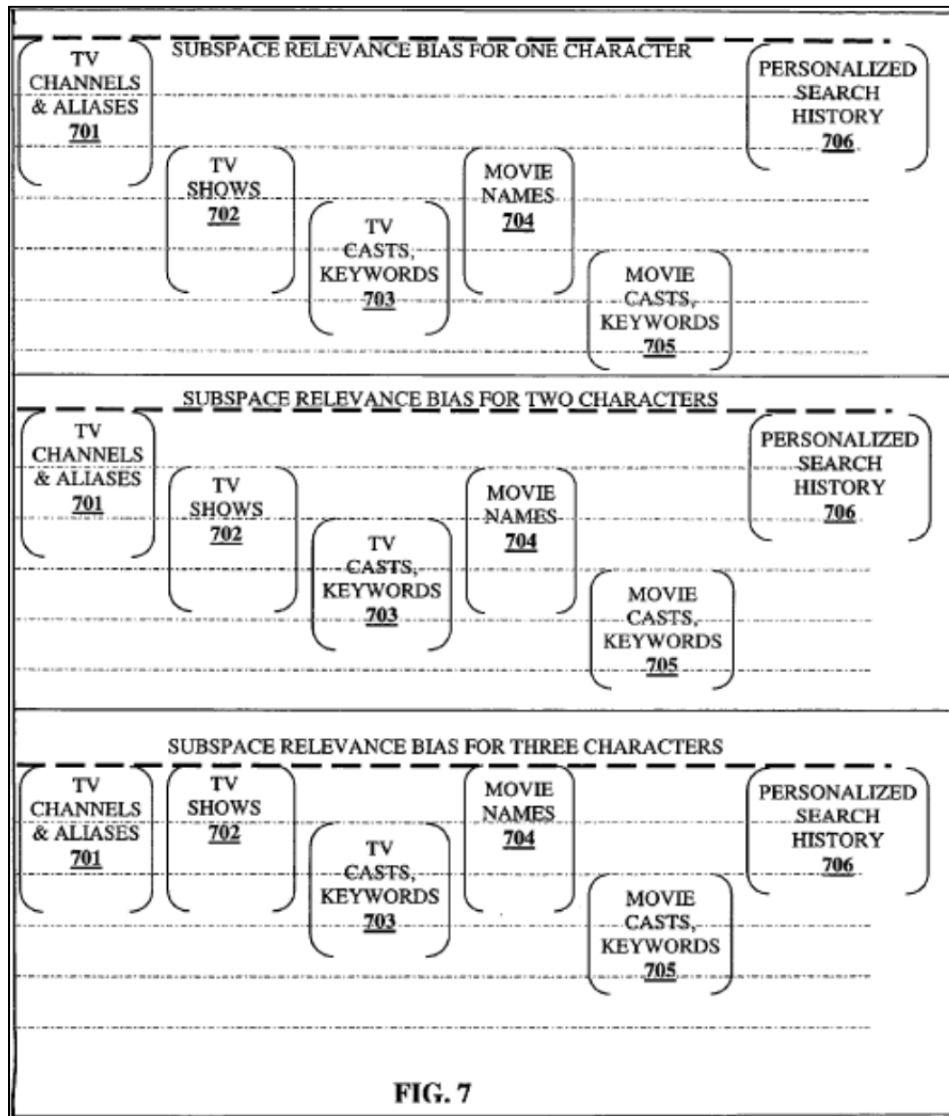 SUBSPACE RELEVANCE BIAS FOR ONE CHARACTER
TV
CHANNELS
& ALIASES
701
TV
SHOWS
702
TV
CASTS,
KEYWORDS
703
MOVIE
NAMES
704
MOVIE
CASTS,
KEYWORDS
705
PERSONALIZED
SEARCH
HISTORY
706
SUBSPACE RELEVANCE BIAS FOR TWO CHARACTERS
TV
CHANNELS
& ALIASES
701
TV
SHOWS
702
TV
CASTS,
KEYWORDS
703
MOVIE
NAMES
704
MOVIE
CASTS,
KEYWORDS
705
PERSONALIZED
SEARCH
HISTORY
706
SUBSPACE RELEVANCE BIAS FOR THREE CHARACTERS
TV
CHANNELS
& ALIASES
701
TV
SHOWS
702
TV
CASTS,
KEYWORDS
703
MOVIE
NAMES
704
MOVIE
CASTS,
KEYWORDS
705
PERSONALIZED
SEARCH
HISTORY
706
FIG. 7